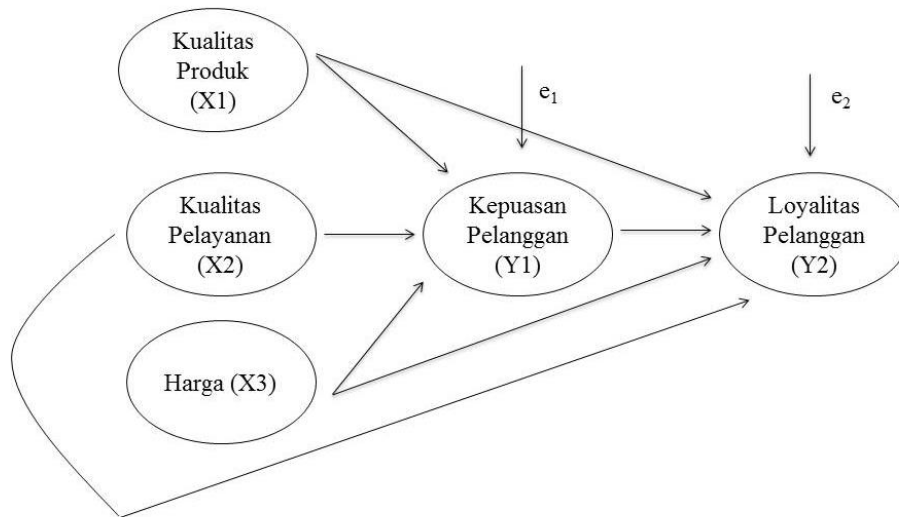 Kualitas
Produk
(X1)
e₁
e₂
Kualitas
Pelayanan
(X2)
Kepuasan
Pelanggan
(Y1)
Loyalitas
Pelanggan
(Y2)
Harga (X3)